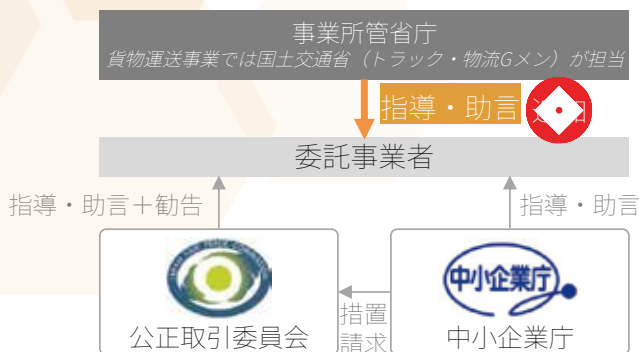 事業所管省庁
貨物運送事業では国土交通省（トラック・物流Gメン）が担当
指導・助言
委託事業者
指導・助言＋勧告
指導・助言
中小企業庁
公正取引委員会
措置
請求
中小企業庁